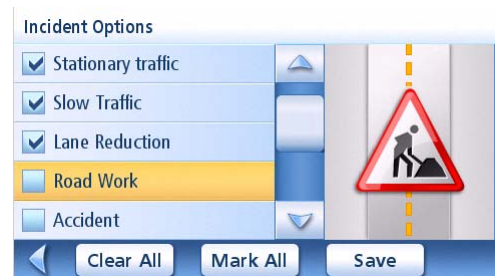 Incident Options
Stationary traffic
Slow Traffic
Lane Reduction
Road Work
Accident
Clear All
Mark All
Save